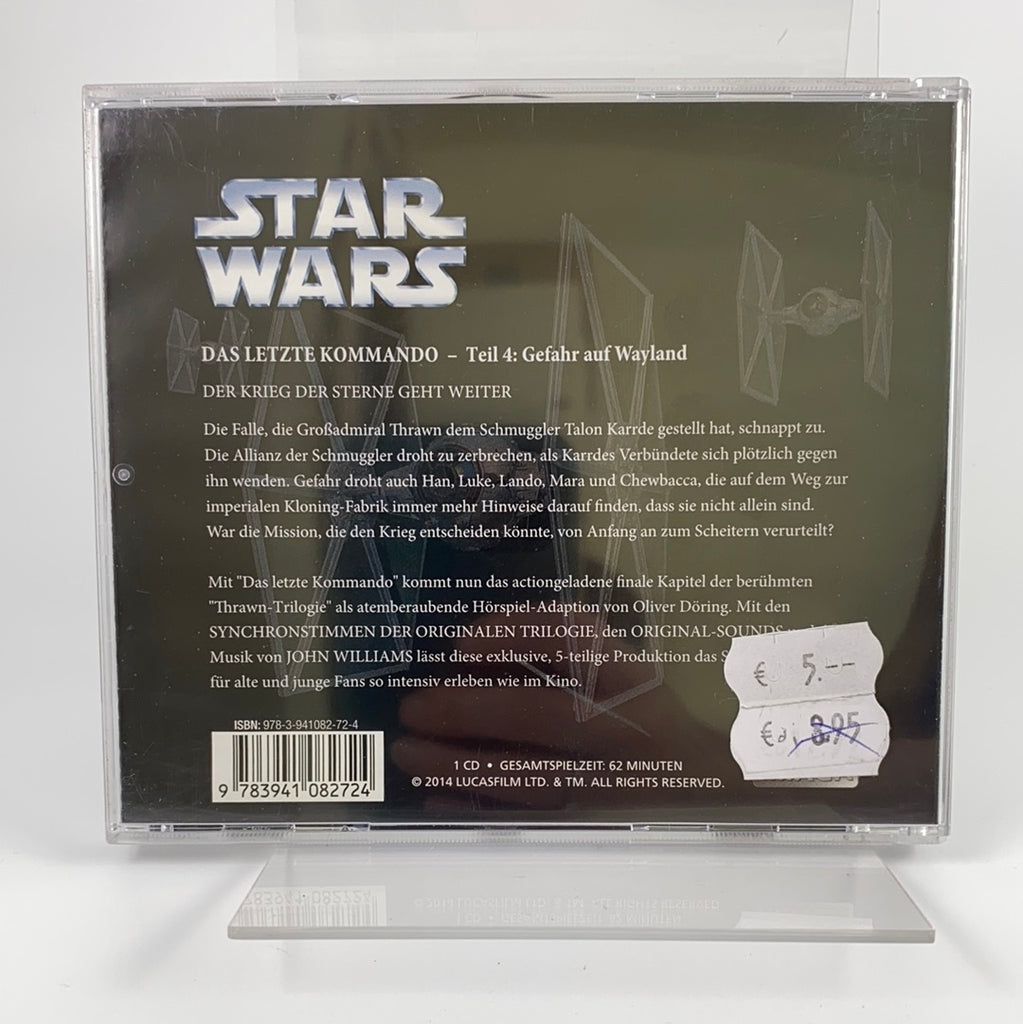 STAR
WARS
DAS LETZTE KOMMANDO – Teil 4: Gefahr auf Wayland
DER KRIEG DER STERNE GEHT WEITER
Die Falle, die Großadmiral Thrawn dem Schmuggler Talon Karrde gestellt hat, schnappt zu.
Die Allianz der Schmuggler droht zu zerbrechen, als Karrdes Verbündete sich plötzlich gegen
ihn wenden. Gefahr droht auch Han, Luke, Lando, Mara und Chewbacca, die auf dem Weg zur
imperialen Kloning-Fabrik immer mehr Hinweise darauf finden, dass sie nicht allein sind.
War die Mission, die den Krieg entscheiden könnte, von Anfang an zum Scheitern verurteilt?
Mit "Das letzte Kommando" kommt nun das actiongeladene finale Kapitel der berühmten
"Thrawn-Trilogie" als atemberaubende Hörspiel-Adaption von Oliver Döring. Mit den
SYNCHRONSTIMMEN DER ORIGINALEN TRILOGIE, den ORIGINAL-SOUNDS
Musik von JOHN WILLIAMS lässt diese exklusive, 5-teilige Produktion das
für alte und junge Fans so intensiv erleben wie im Kino.
€ 5.--
€ 8.95
ISBN: 978-3-941082-72-4
9 783941 082724
1 CD • GESAMTSPIELZEIT: 62 MINUTEN
© 2014 LUCASFILM LTD. & TM. ALL RIGHTS RESERVED.